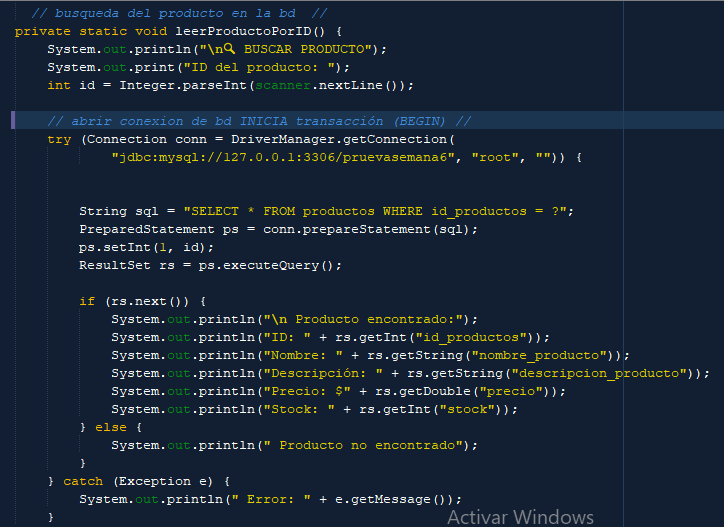 // busqueda del producto en la bd //
private static void leerProductoPorID() {
System.out.println("\n🔍 BUSCAR PRODUCTO");
System.out.print("ID del producto: ");
int id = Integer.parseInt(scanner.nextLine());
// abrir conexion de bd INICIA transacción (BEGIN) //
try (Connection conn = DriverManager.getConnection(
"jdbc:mysql://127.0.0.1:3306/pruevasemana6", "root", "")) {
String sql = "SELECT * FROM productos WHERE id_productos = ?";
PreparedStatement ps = conn.prepareStatement(sql);
ps.setInt(1, id);
ResultSet rs = ps.executeQuery();
if (rs.next()) {
System.out.println("\n Producto encontrado:");
System.out.println("ID: " + rs.getInt("id_productos"));
System.out.println("Nombre: " + rs.getString("nombre_producto"));
System.out.println("Descripción: " + rs.getString("descripcion_producto"));
System.out.println("Precio: $" + rs.getDouble("precio"));
System.out.println("Stock: " + rs.getInt("stock"));
} else {
System.out.println(" Producto no encontrado");
}
} catch (Exception e) {
System.out.println(" Error: " + e.getMessage());
}
Activar Windows